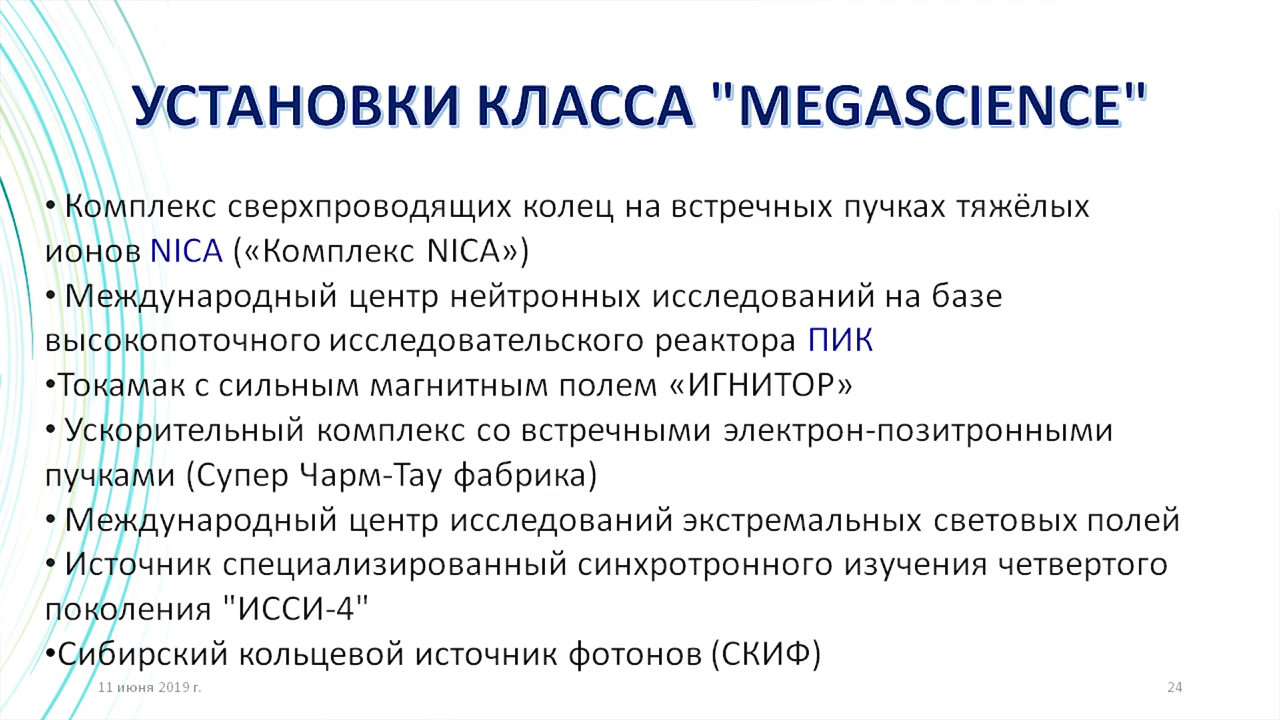 УСТАНОВКИ КЛАССА "MEGASCIENCE"
• Комплекс сверхпроводящих колец на встречных пучках тяжёлых
ионов NICA («Комплекс NICA»)
• Международный центр нейтронных исследований на базе
высокопоточного исследовательского реактора ПИК
•Токамак с сильным магнитным полем «ИГНИТОР»
• Ускорительный комплекс со встречными электрон-позитронными
пучками (Супер Чарм-Тау фабрика)
• Международный центр исследований экстремальных световых полей
• Источник специализированный синхротронного изучения четвертого
поколения "ИССИ-4"
•Сибирский кольцевой источник фотонов (СКИФ)
11 июня 2019 г.
24